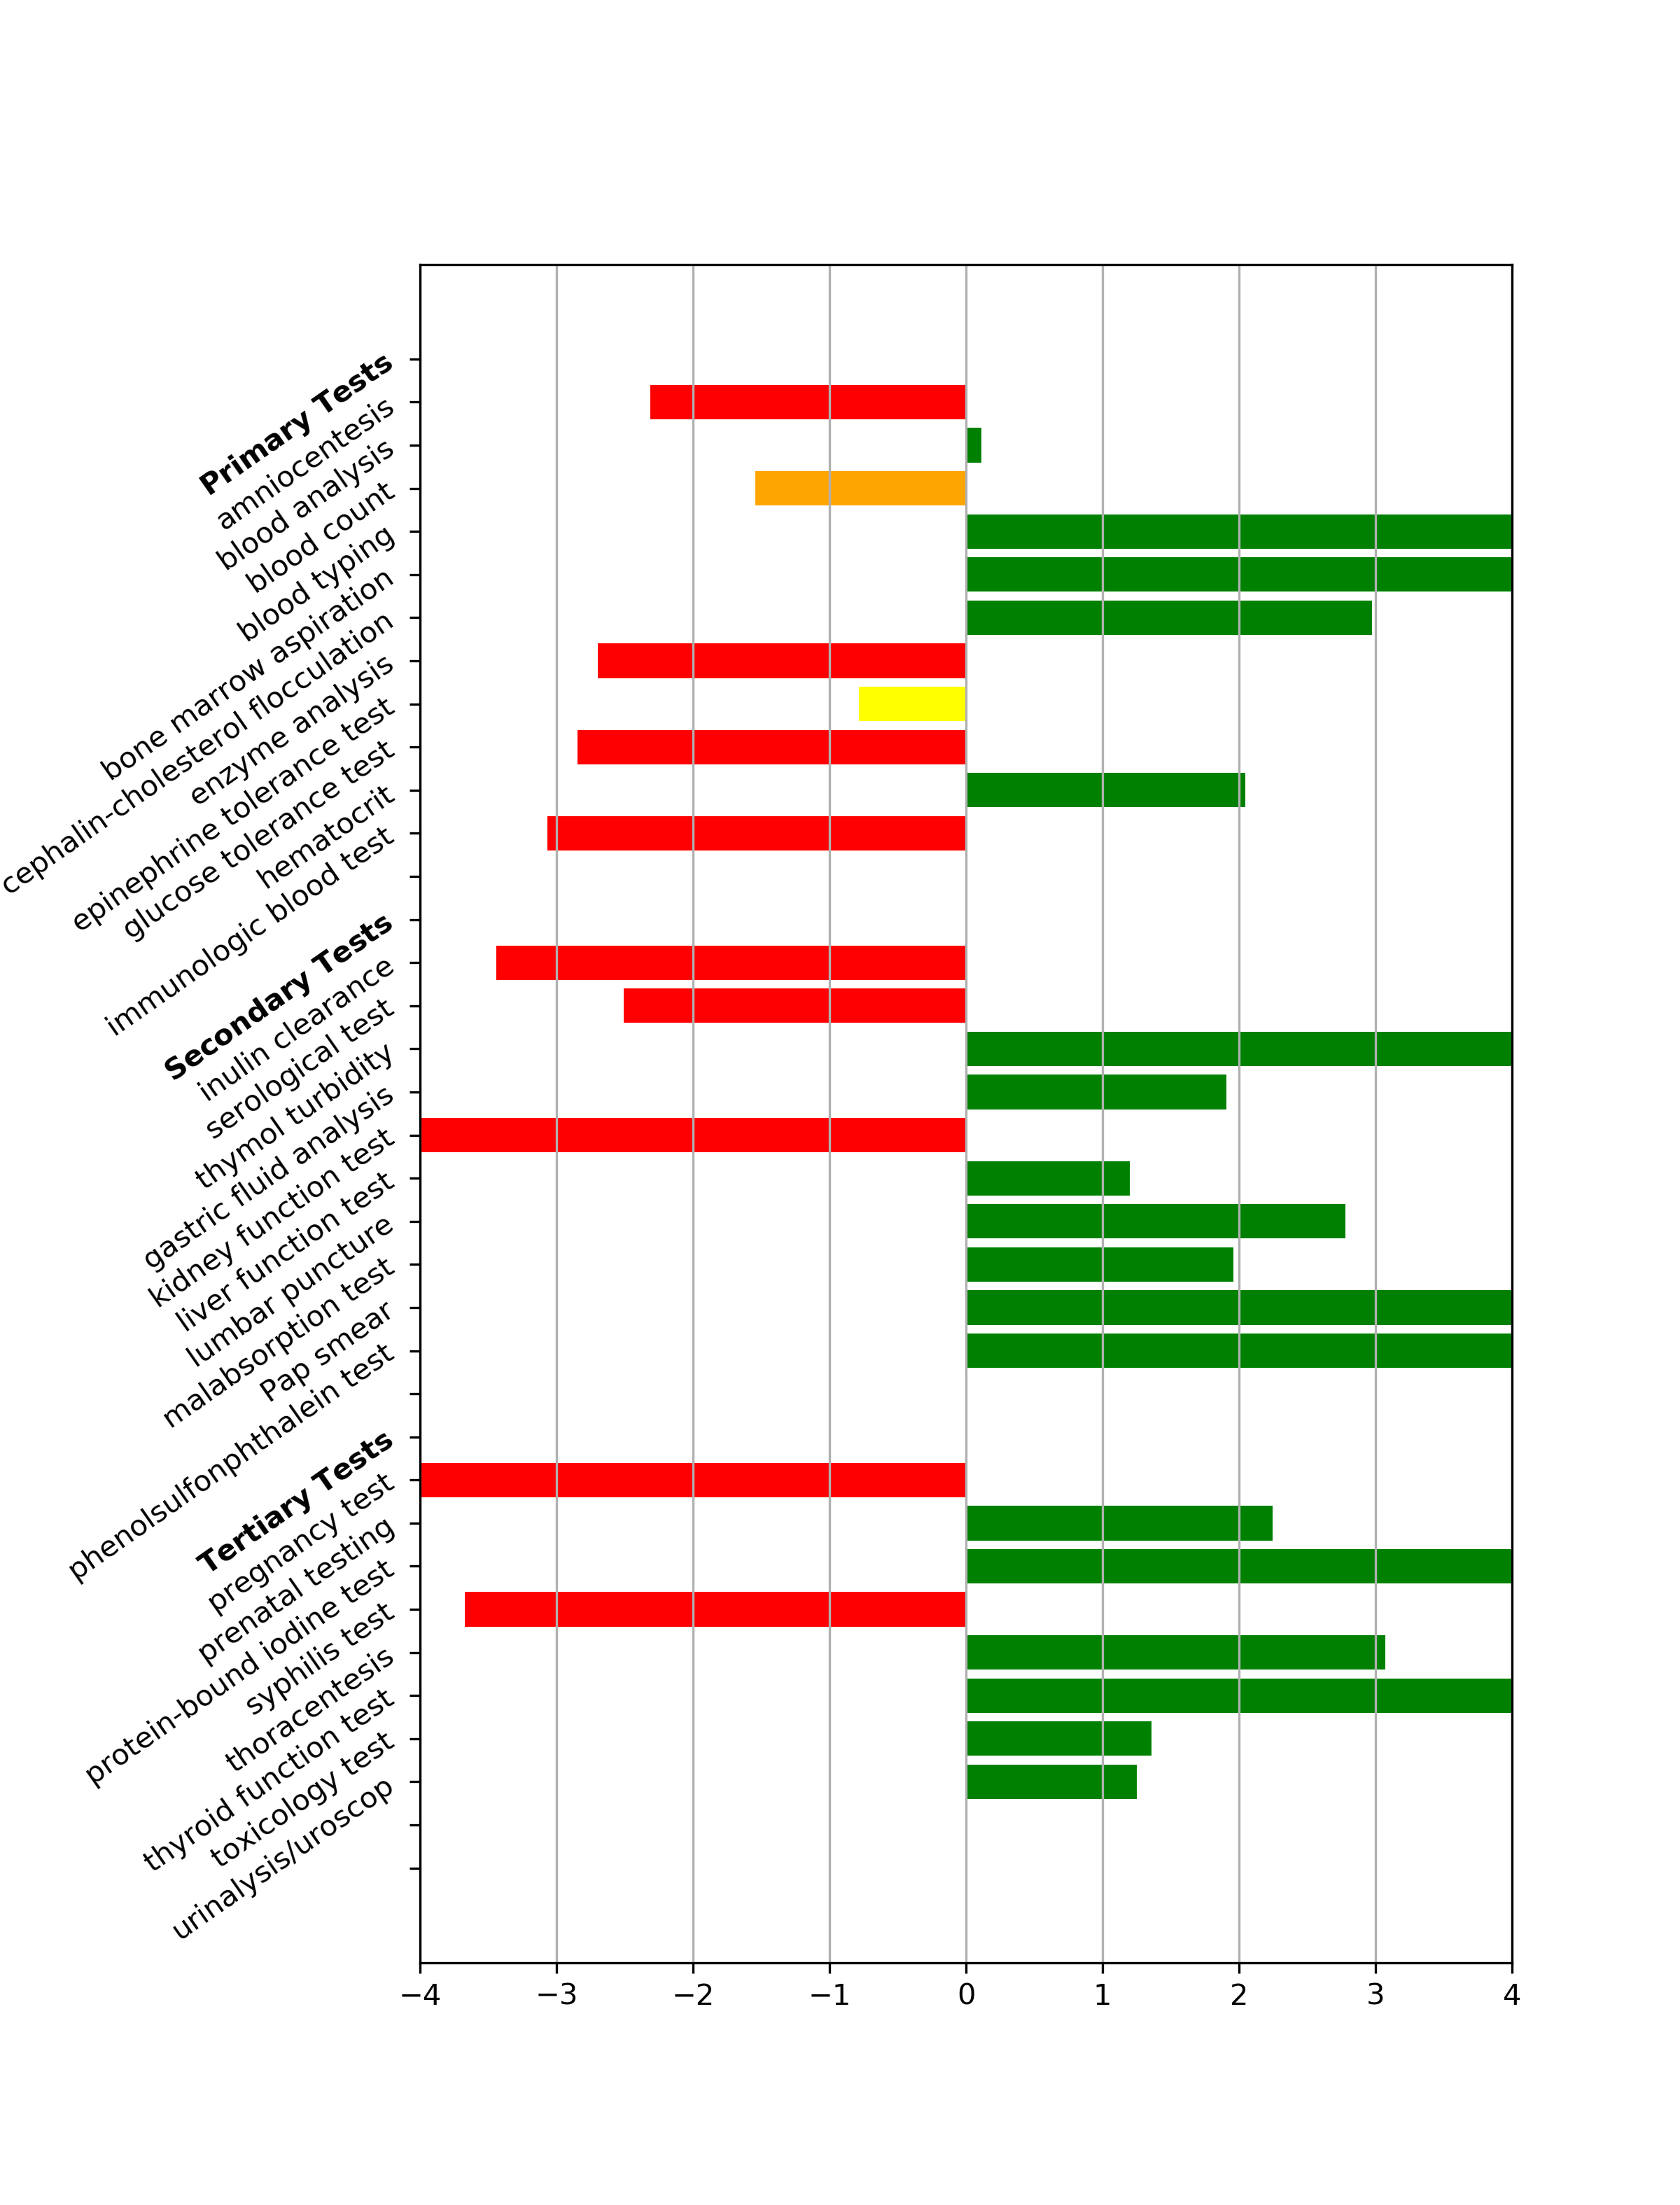 Primary Tests
amniocentesis
blood analysis
blood count
blood typing
bone marrow aspiration
cephalin-cholesterol flocculation
enzyme analysis
epinephrine tolerance test
glucose tolerance test
hematocrit
immunologic blood test
Secondary Tests
inulin clearance
serological test
thymol turbidity
gastric fluid analysis
kidney function test
liver function test
lumbar puncture
malabsorption test
Pap smear
phenolsulfonphthalein test
Tertiary Tests
pregnancy test
prenatal testing
protein-bound iodine test
syphilis test
thoracentesis
thyroid function test
toxicology test
urinalysis/uroscop
−4 −3 −2 −1 0 1 2 3 4